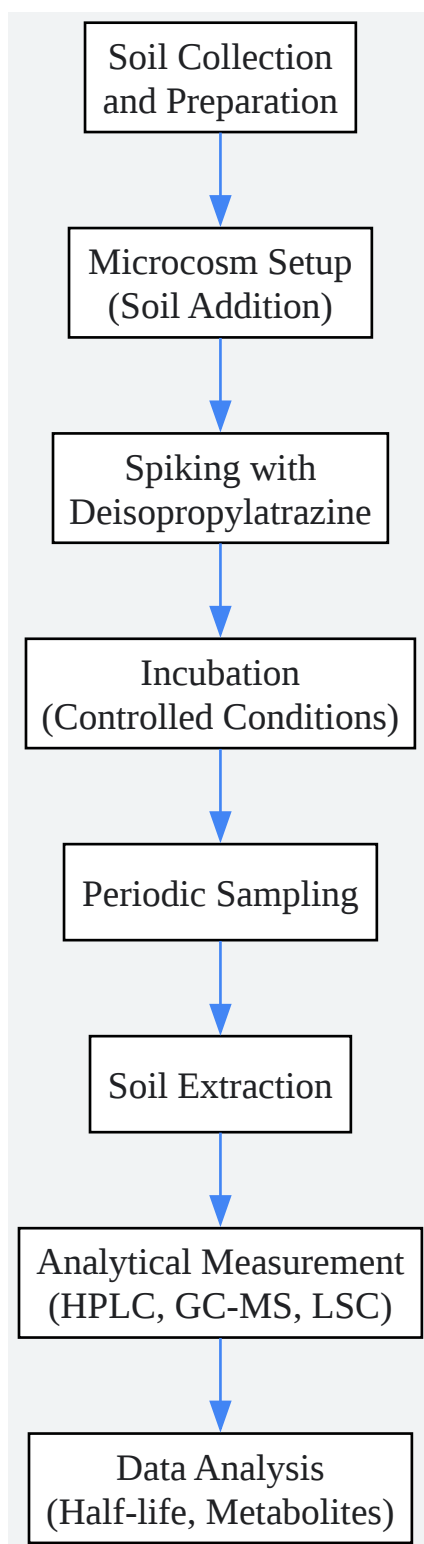 Soil Collection
and Preparation
Microcosm Setup
(Soil Addition)
Spiking with
Deisopropylatrazine
Incubation
(Controlled Conditions)
Periodic Sampling
Soil Extraction
Analytical Measurement
(HPLC, GC-MS, LSC)
Data Analysis
(Half-life, Metabolites)